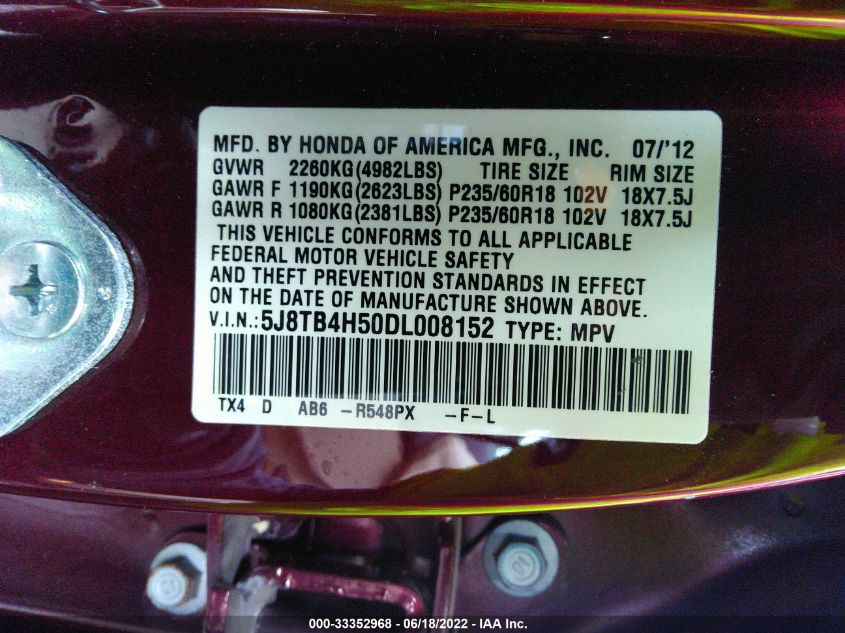 MFD. BY HONDA OF AMERICA MFG., INC. 07/'12
GVWR 2260KG(4982LBS) TIRE SIZE RIM SIZE
GAWR F 1190KG(2623LBS) P235/60R18 102V 18X7.5J
GAWR R 1080KG(2381LBS) P235/60R18 102V 18X7.5J
THIS VEHICLE CONFORMS TO ALL APPLICABLE
FEDERAL MOTOR VEHICLE SAFETY
AND THEFT PREVENTION STANDARDS IN EFFECT
ON THE DATE OF MANUFACTURE SHOWN ABOVE.
V.I.N.:5J8TB4H50DL008152 TYPE: MPV
TX4 D AB6 -R548PX -F-L
000-33352968 - 06/18/2022 - IAA Inc.